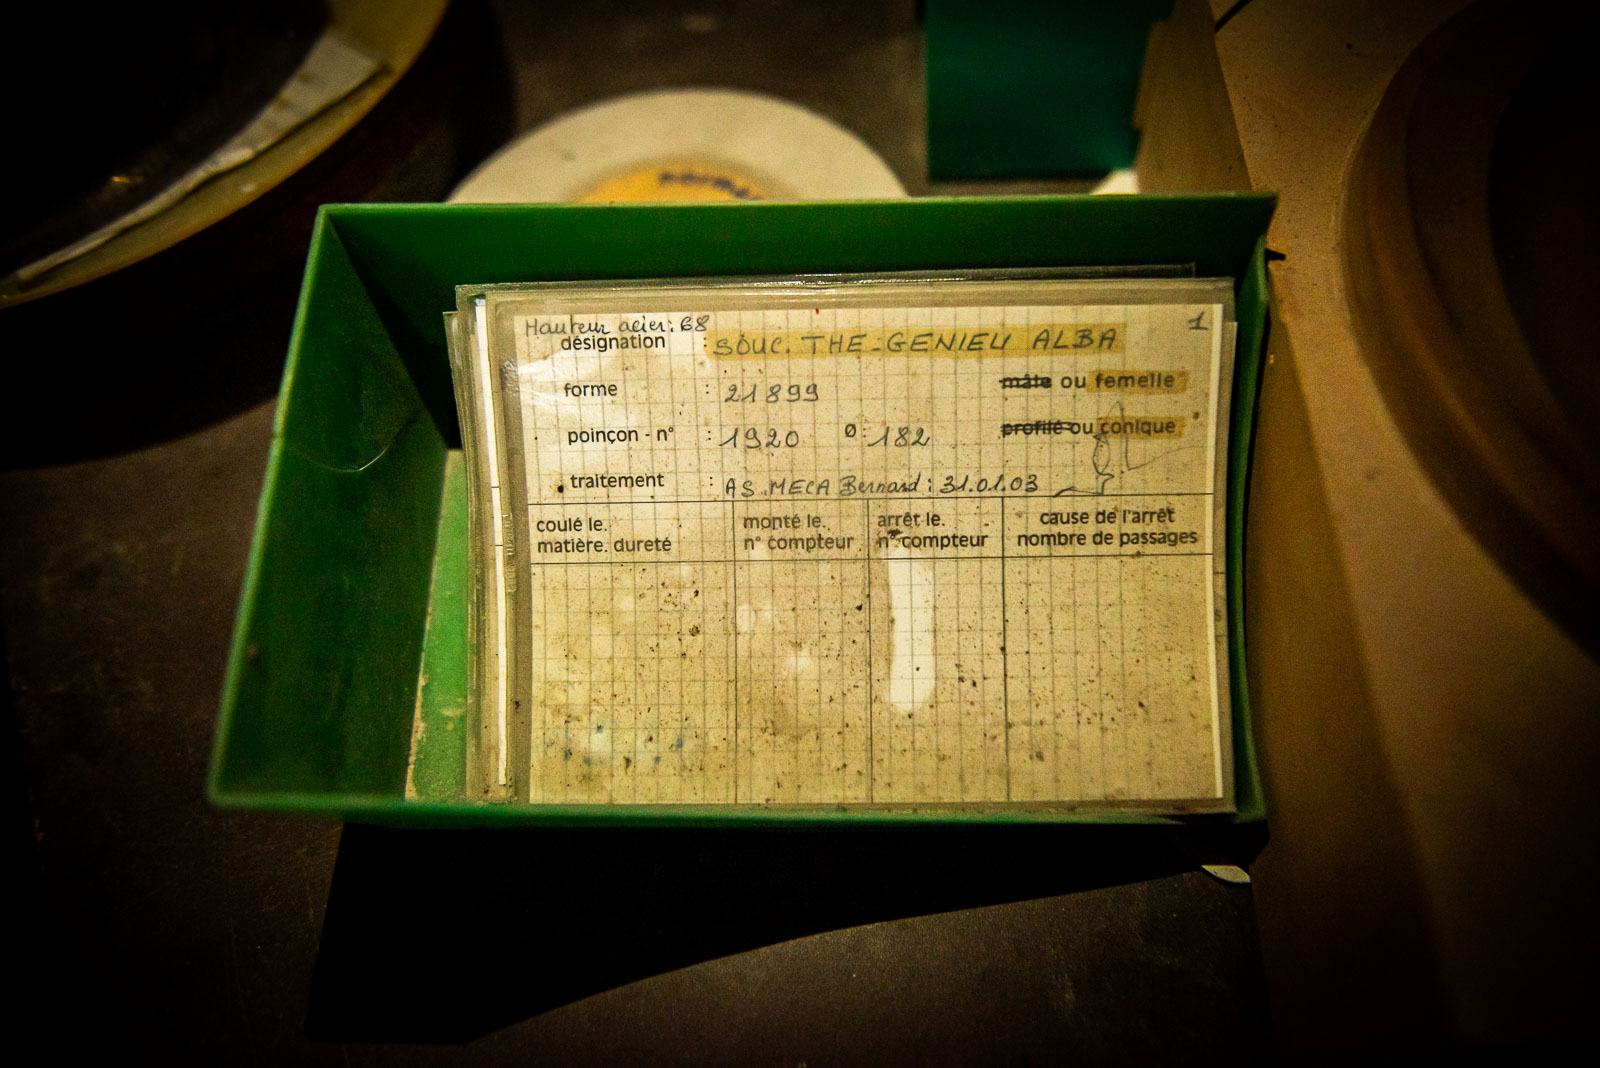 Hauteur acier : 68
désignation : SOUC. THE-GENIEU ALBA 1
forme : 21899 mâle ou femelle
poinçon - n° : 1920 Ø : 182 profilé ou conique
traitement : AS.MECA Bernard : 31.01.03
coulé le. monté le. arrêt le. cause de l'arrêt
matière. dureté n° compteur n° compteur nombre de passages